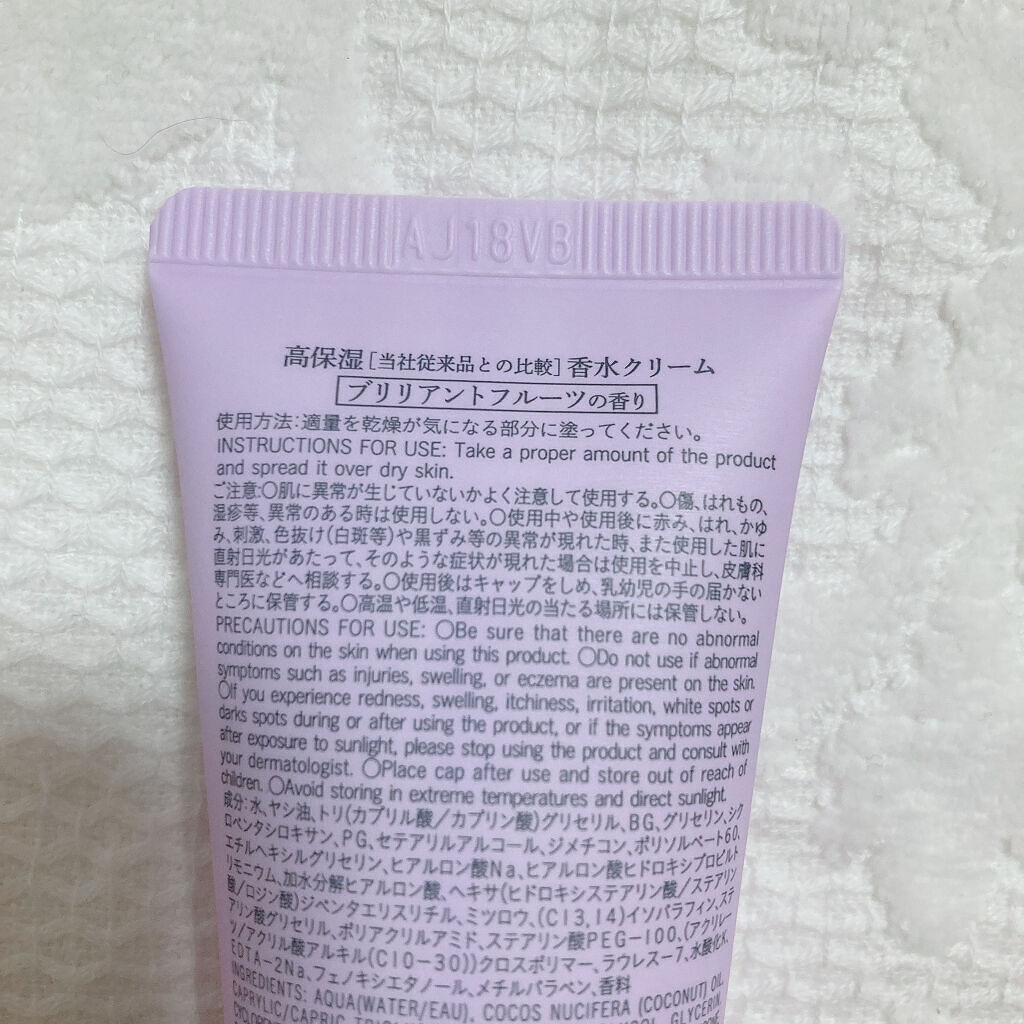 AJ18VB
高保湿［当社従来品との比較］香水クリーム
ブリリアントフルーツの香り
使用方法:適量を乾燥が気になる部分に塗ってください。
INSTRUCTIONS FOR USE: Take a proper amount of the product
and spread it over dry skin.
ご注意:○肌に異常が生じていないかよく注意して使用する。○傷、はれもの、
湿疹等、異常のある時は使用しない。○使用中や使用後に赤み、はれ、かゆ
み、刺激、色抜け(白斑等)や黒ずみ等の異常が現れた時、また使用した肌に
直射日光があたって、そのような症状が現れた場合は使用を中止し、皮膚科
専門医などへ相談する。○使用後はキャップをしめ、乳幼児の手の届かない
ところに保管する。○高温や低温、直射日光の当たる場所には保管しない。
PRECAUTIONS FOR USE: ○Be sure that there are no abnormal
conditions on the skin when using this product. ○Do not use if abnormal
symptoms such as injuries, swelling, or eczema are present on the skin.
○If you experience redness, swelling, itchiness, irritation, white spots or
darks spots during or after using the product, or if the symptoms appear
after exposure to sunlight, please stop using the product and consult with
your dermatologist. ○Place cap after use and store out of reach of
children. ○Avoid storing in extreme temperatures and direct sunlight.
成分:水、ヤシ油、トリ(カプリル酸/カプリン酸)グリセリル、BG、グリセリン、シク
ロペンタシロキサン、PG、セテアリルアルコール、ジメチコン、ポリソルベート60、
エチルヘキシルグリセリン、ヒアルロン酸Na、ヒアルロン酸ヒドロキシプロピルト
リモニウム、加水分解ヒアルロン酸、ヘキサ(ヒドロキシステアリン酸/ステアリン
酸/ロジン酸)ジペンタエリスリチル、ミツロウ、(C13,14)イソパラフィン、ステ
アリン酸グリセリル、ポリアクリルアミド、ステアリン酸PEG-100、(アクリレー
ツ/アクリル酸アルキル(C10-30))クロスポリマー、ラウレス-7、水酸化K、
EDTA-2Na、フェノキシエタノール、メチルパラベン、香料
INGREDIENTS: AQUA(WATER/EAU), COCOS NUCIFERA (COCONUT) OIL,
CAPRYLIC/CAPRIC GLYCERIN,